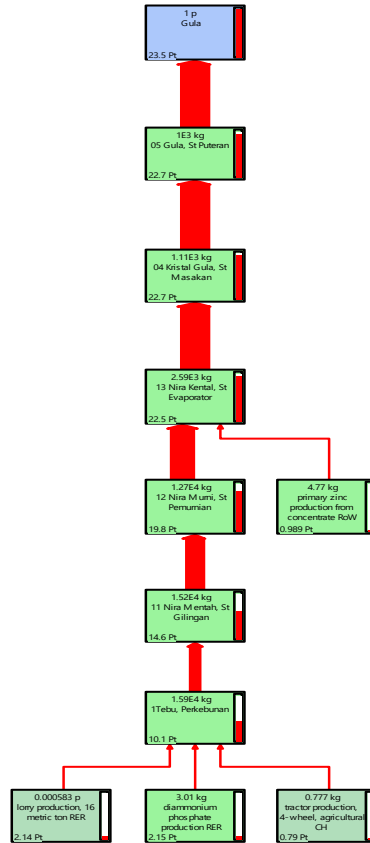 1 p
Gula
23.5 Pt
1E3 kg
05 Gula, St Puteran
22.7 Pt
1.11E3 kg
04 Kristal Gula, St
Masakan
22.7 Pt
2.59E3 kg
13 Nira Kental, St
Evaporator
22.5 Pt
1.27E4 kg
12 Nira Murni, St
Pemurnian
19.8 Pt
4.77 kg
primary zinc
production from
concentrate RoW
0.989 Pt
1.52E4 kg
11 Nira Mentah, St
Gilingan
14.6 Pt
1.59E4 kg
1Tebu, Perkebunan
10.1 Pt
0.000583 p
lorry production, 16
metric ton RER
2.14 Pt
3.01 kg
diammonium
phosphate
production RER
2.15 Pt
0.777 kg
tractor production,
4-wheel, agricultural
CH
0.79 Pt